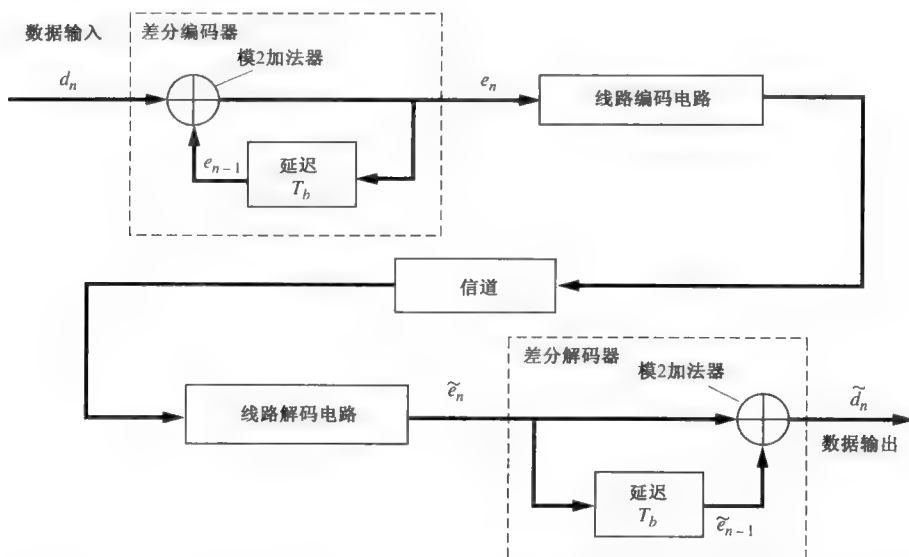 数据输入
差分编码器
模2加法器
d_n
e_n
线路编码电路
e_{n-1}
延迟
T_b
信道
差分解码器
模2加法器
线路解码电路
ẽ_n
d̃_n
数据输出
延迟
T_b
ẽ_{n-1}